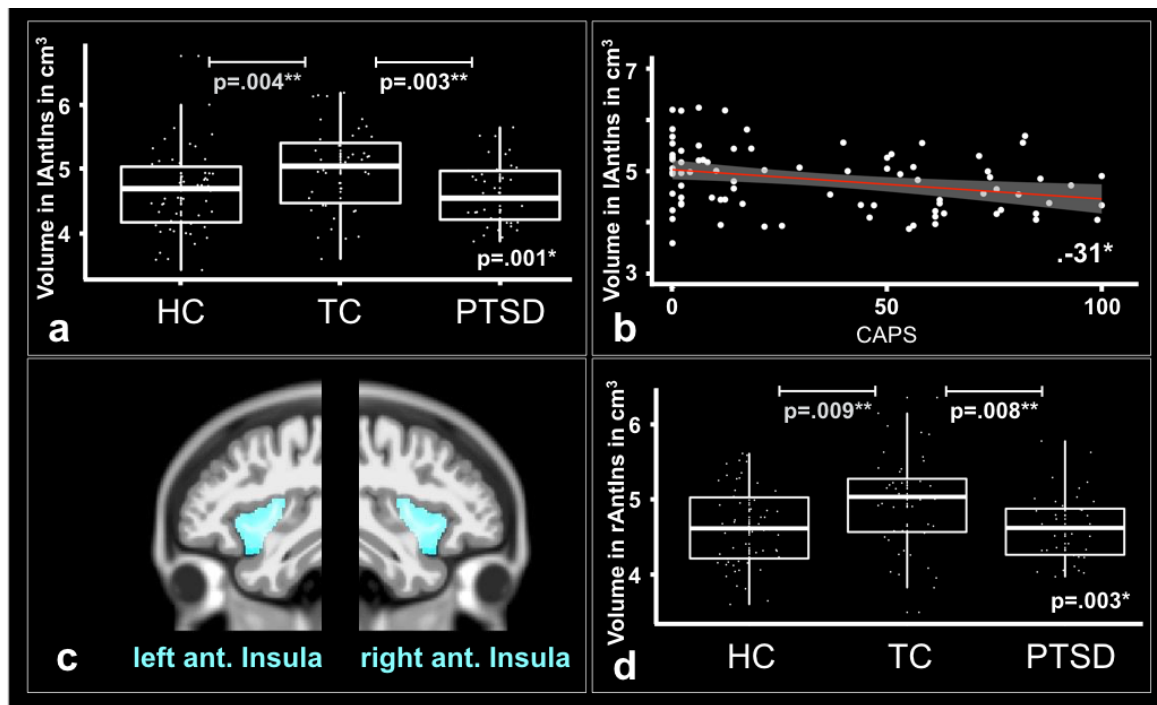 Volume in lAntIns in cm³
6
5
4
p=.004**
p=.003**
p=.001*
HC
TC
PTSD
a
Volume in lAntIns in cm³
7
5
3
.-31*
0
50
100
CAPS
b
c
left ant. Insula
right ant. Insula
Volume in rAntIns in cm³
6
5
4
p=.009**
p=.008**
p=.003*
HC
TC
PTSD
d